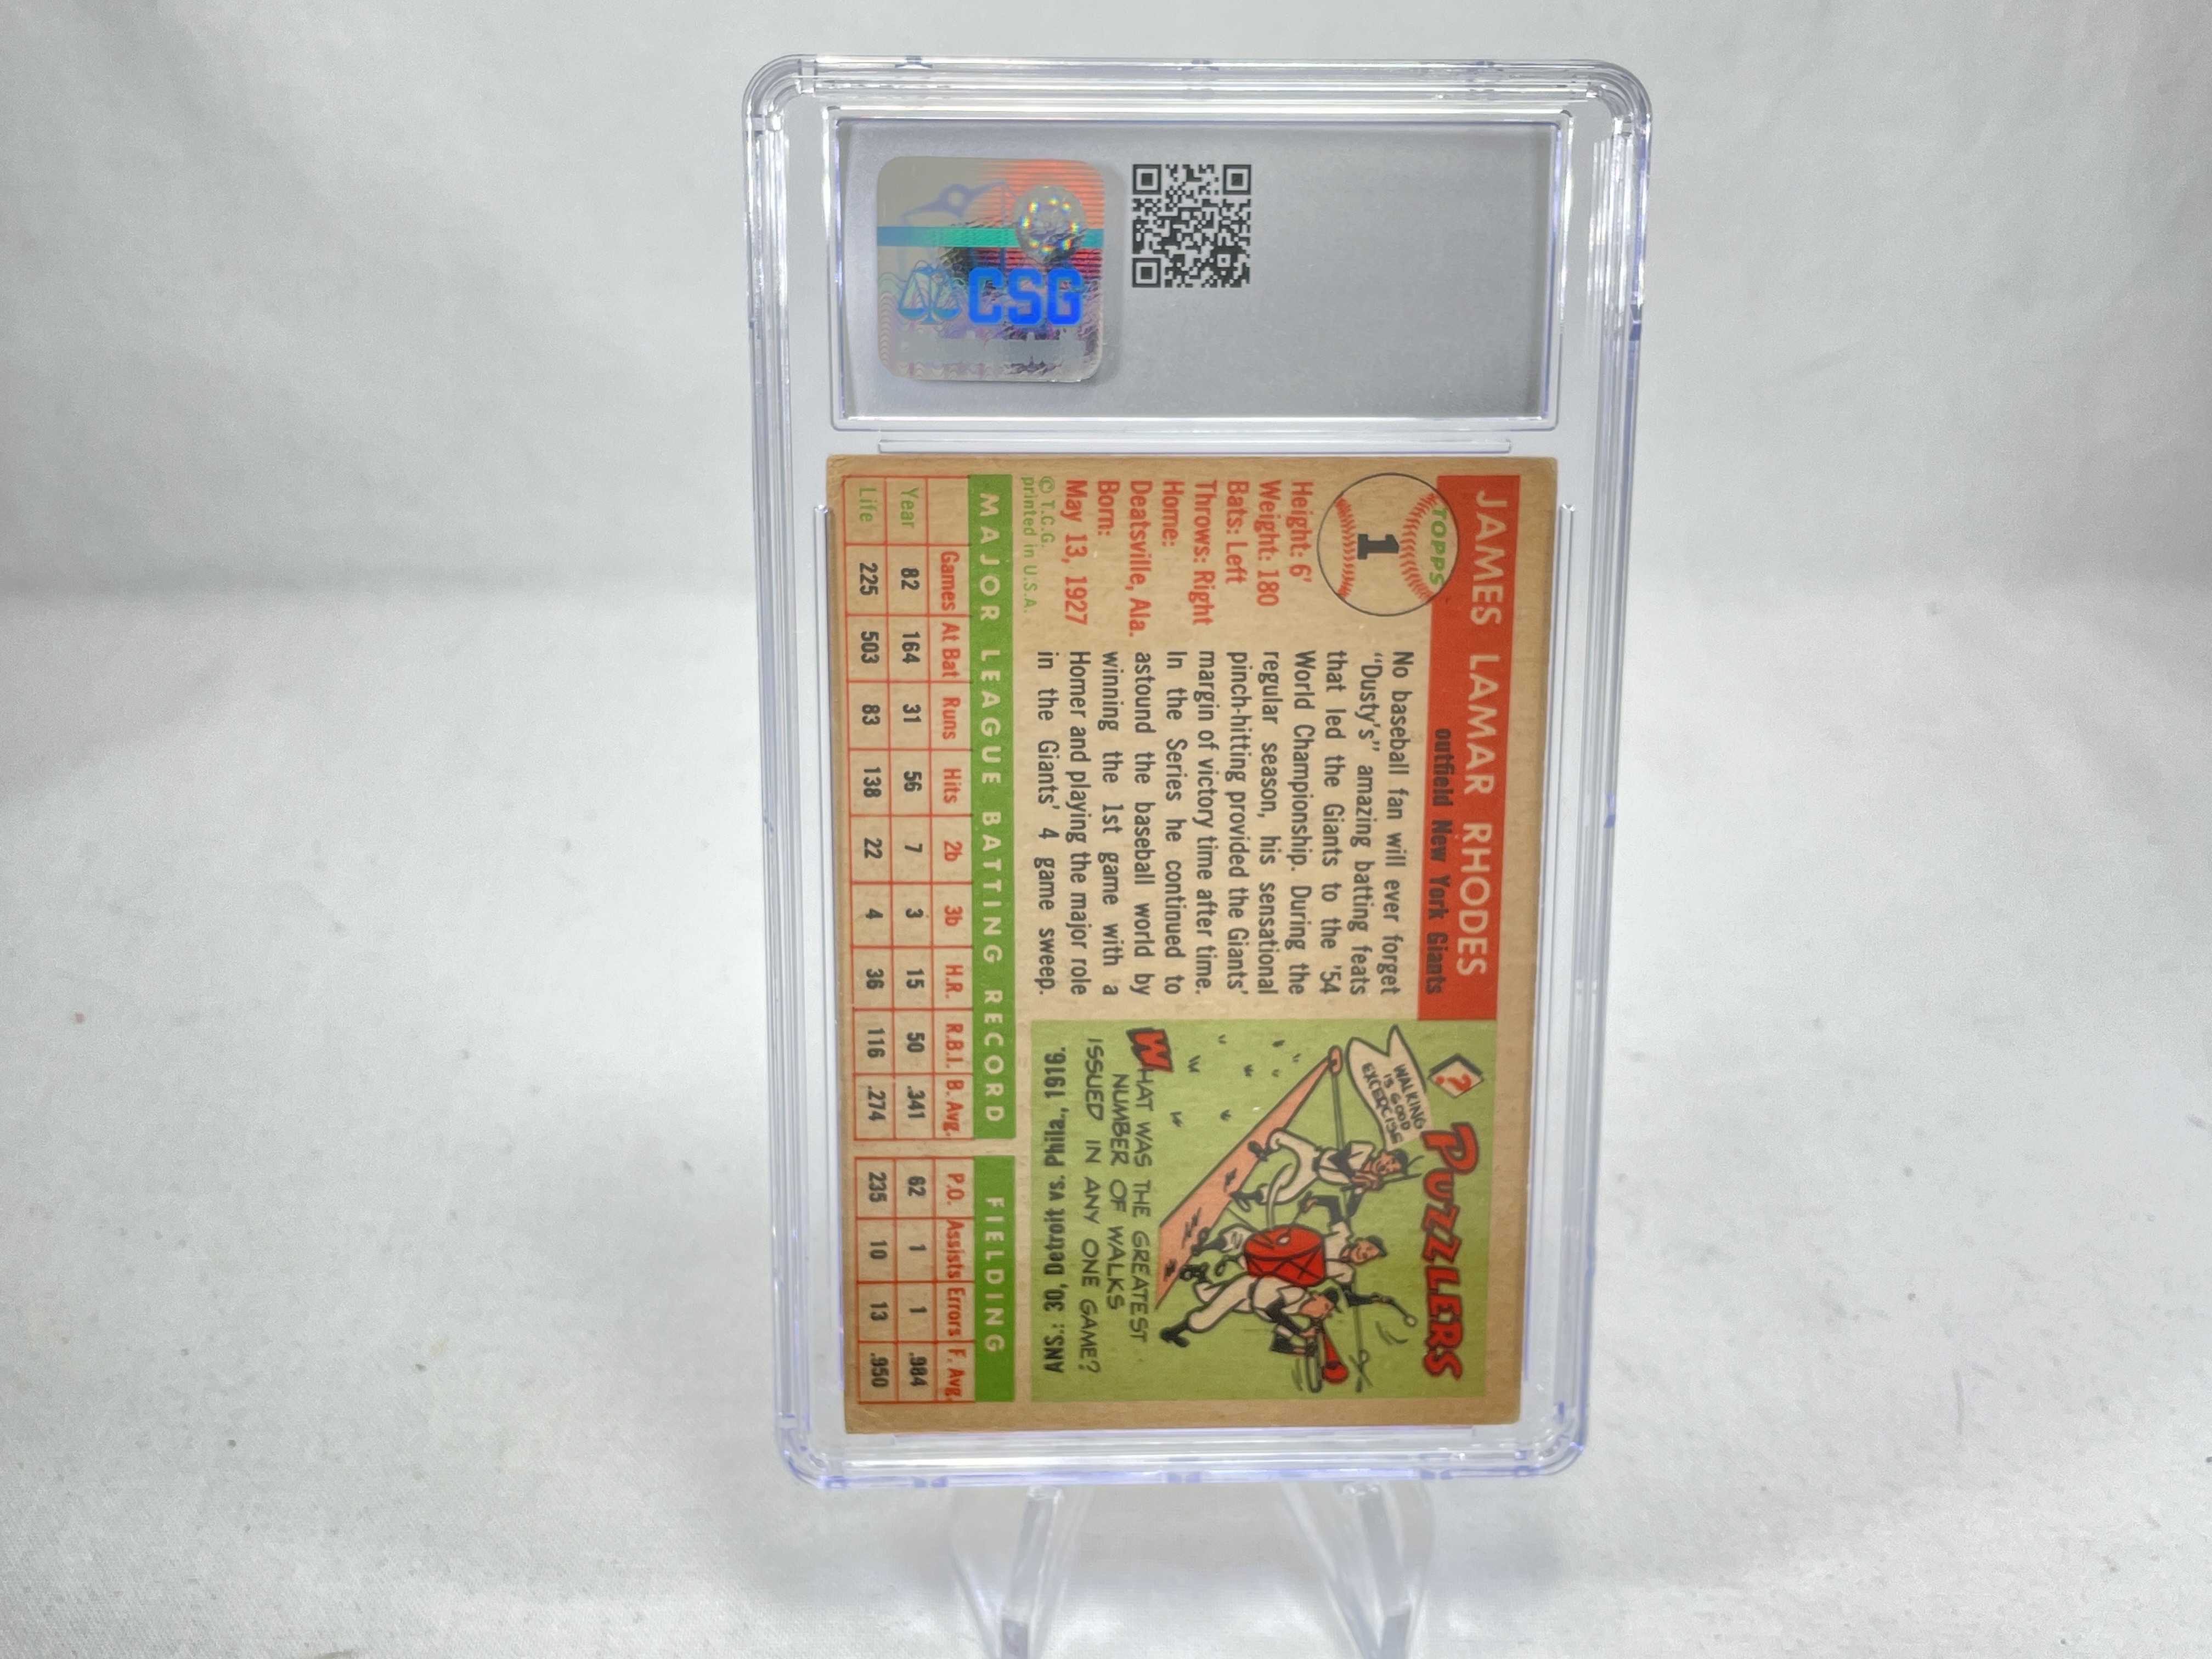 CSG
JAMES LAMAR RHODES
outfield New York Giants
TOPPS
1
Height: 6'
Weight: 180
Bats: Left
Throws: Right
Home:
Deatsville, Ala.
Born:
May 13, 1927
© T.C.G.
printed in U.S.A.
No baseball fan will ever forget
"Dusty's" amazing batting feats
that led the Giants to the '54
World Championship. During the
regular season, his sensational
pinch-hitting provided the Giants'
margin of victory time after time.
In the Series he continued to
astound the baseball world by
winning the 1st game with a
Homer and playing the major role
in the Giants' 4 game sweep.
? PUZZLERS
WALKING
IS GOOD
EXCERCISE
WHAT WAS THE GREATEST
NUMBER OF WALKS
ISSUED IN ANY ONE GAME?
ANS.: 30, Detroit vs. Phila., 1916.
MAJOR LEAGUE BATTING RECORD FIELDING
Games At Bat Runs Hits 2b 3b H.R. R.B.I. B. Avg. P.O. Assists Errors F. Avg.
Year 82 164 31 56 7 3 15 50 .341 62 1 1 .984
Life 225 503 83 138 22 4 36 116 .274 235 10 13 .950